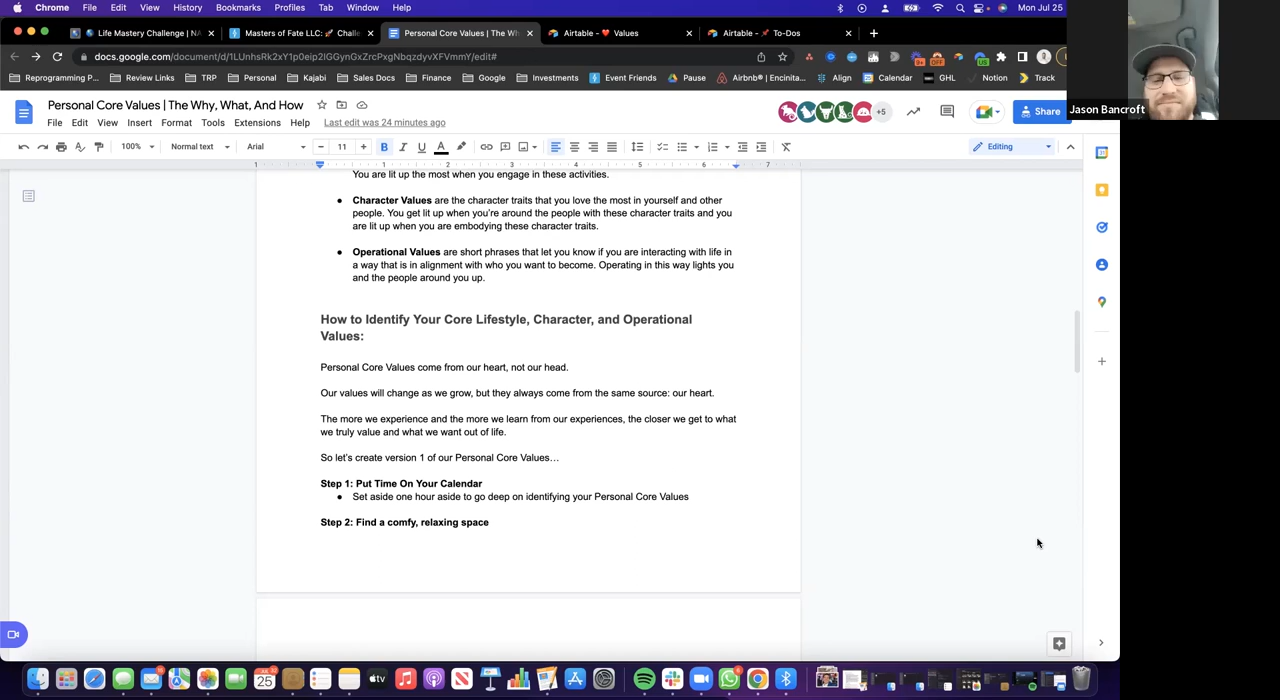 Chrome File Edit View History Bookmarks Profiles Tab Window Help Mon Jul 25
Life Mastery Challenge | NA
Masters of Fate LLC: 🚀 Challe
Personal Core Values | The Wh
Airtable - ❤️ Values
Airtable - 📌 To-Dos
docs.google.com/document/d/1LUnhsRk2xY1p0eip2IGGynGxZrcPxgNbqzdyvXFVmmY/edit#
Reprogramming P... Review Links TRP Personal Kajabi Sales Docs Finance Google Investments Event Friends Pause Airbnb® | Encinita... Align Calendar GHL Notion Track
Jason Bancroft
Personal Core Values | The Why, What, And How
+5
Share
File Edit View Insert Format Tools Extensions Help Last edit was 24 minutes ago
100% Normal text Arial 11 B I U A Editing
1 1 2 3 4 5 6 7
You are lit up the most when you engage in these activities.
● Character Values are the character traits that you love the most in yourself and other
people. You get lit up when you're around the people with these character traits and you
are lit up when you are embodying these character traits.
● Operational Values are short phrases that let you know if you are interacting with life in
a way that is in alignment with who you want to become. Operating in this way lights you
and the people around you up.
How to Identify Your Core Lifestyle, Character, and Operational
Values:
Personal Core Values come from our heart, not our head.
Our values will change as we grow, but they always come from the same source: our heart.
The more we experience and the more we learn from our experiences, the closer we get to what
we truly value and what we want out of life.
So let's create version 1 of our Personal Core Values…
Step 1: Put Time On Your Calendar
● Set aside one hour aside to go deep on identifying your Personal Core Values
Step 2: Find a comfy, relaxing space
25
tv